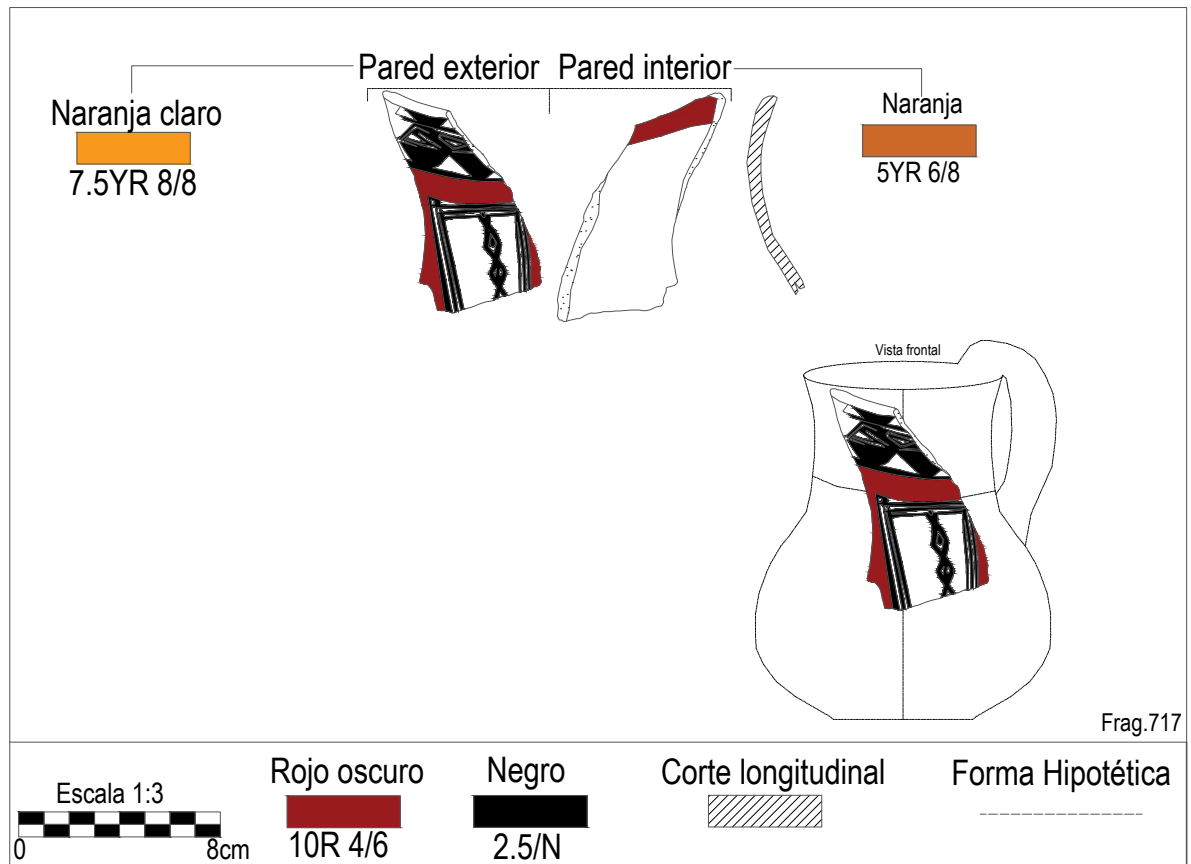 Pared exterior Pared interior
Naranja claro
7.5YR 8/8
Naranja
5YR 6/8
Vista frontal
Frag.717
Escala 1:3
0 8cm
Rojo oscuro
10R 4/6
Negro
2.5/N
Corte longitudinal
Forma Hipotética